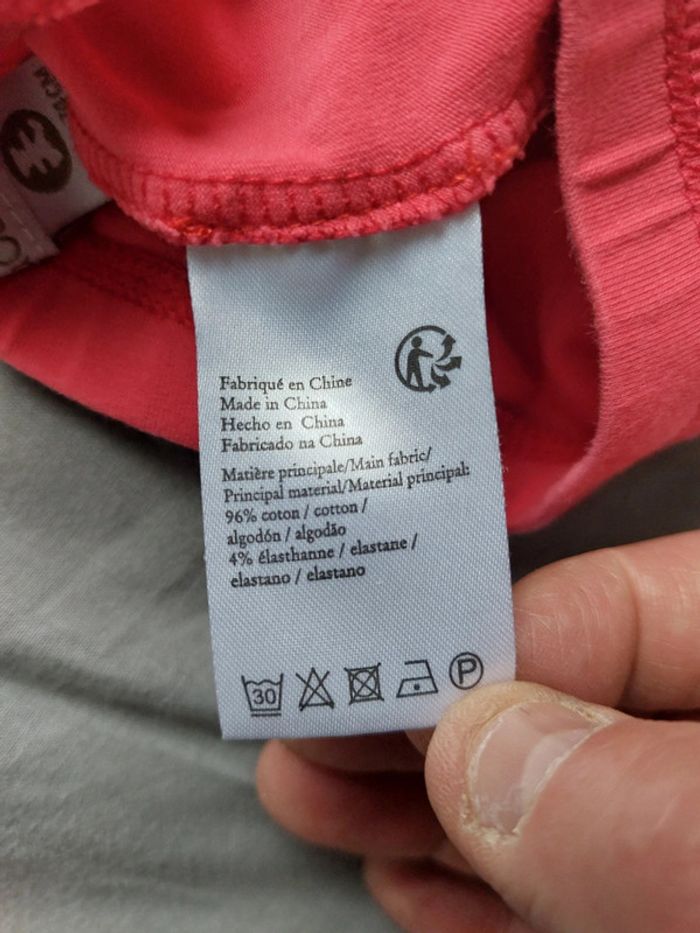 Fabriqué en Chine
Made in China
Hecho en China
Fabricado na China
Matière principale/Main fabric/
Principal material/Material principal:
96% coton / cotton /
algodón / algodão
4% élasthanne / elastane /
elastano / elastano
30
P